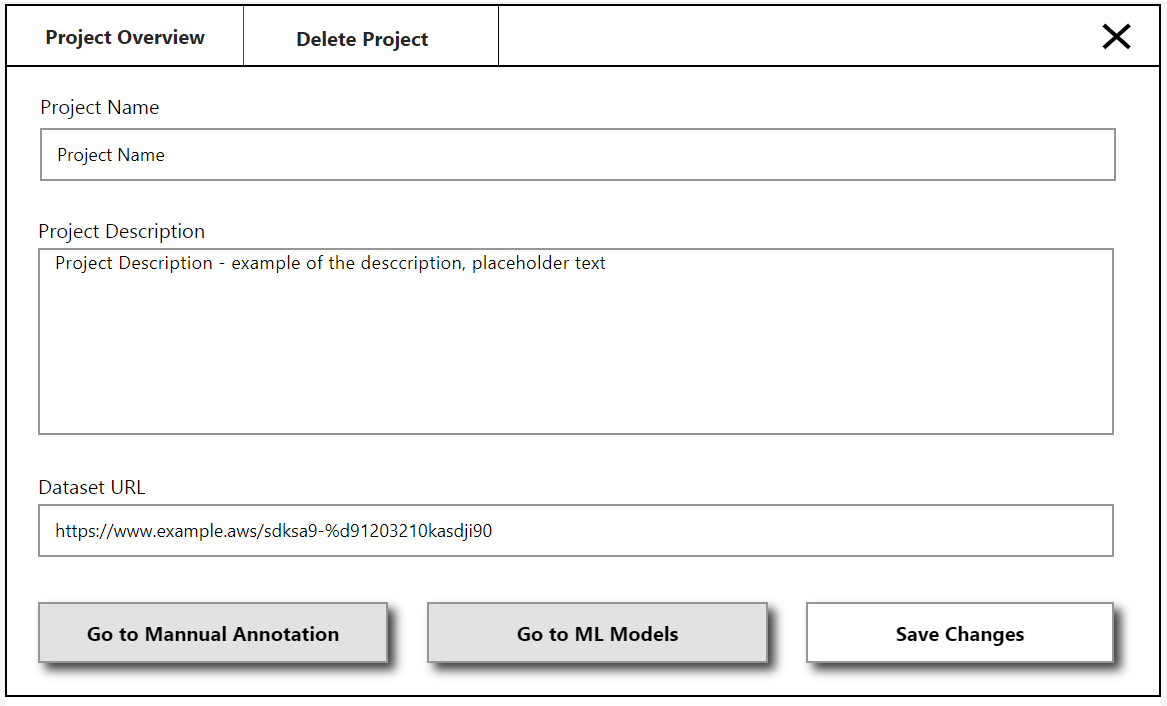 Project Overview
Delete Project
Project Name
Project Name
Project Description
Project Description - example of the desccription, placeholder text
Dataset URL
https://www.example.aws/sdksa9-%d91203210kasdji90
Go to Mannual Annotation
Go to ML Models
Save Changes